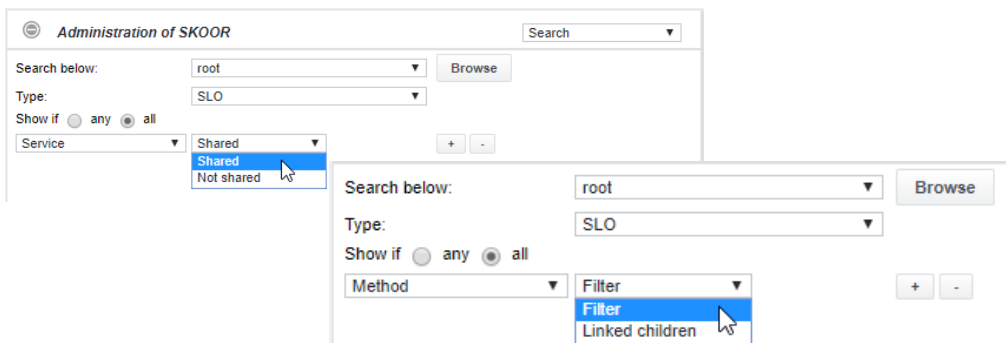 Administration of SKOOR Search
Search below: root Browse
Type: SLO
Show if any all
Service Shared + -
Shared
Not shared
Search below: root Browse
Type: SLO
Show if any all
Method Filter + -
Filter
Linked children